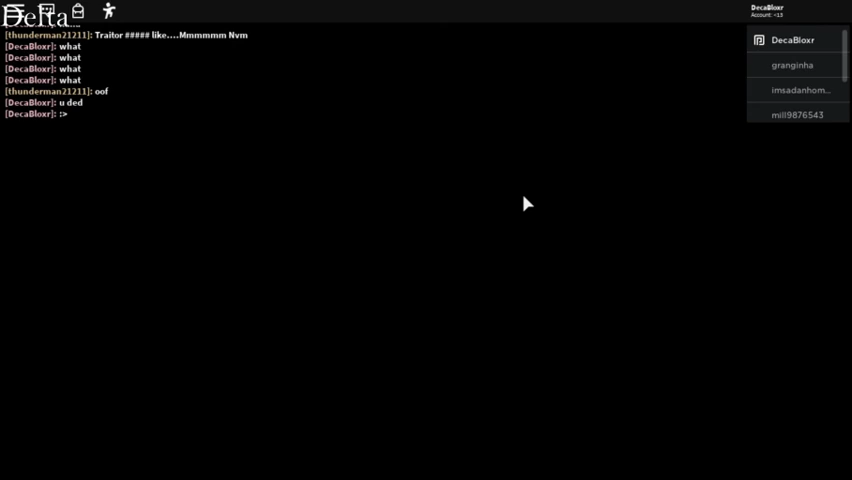 Delta
[thunderman21211]: Traitor ##### like....Mmmmmm Nvm
[DecaBloxr]: what
[DecaBloxr]: what
[DecaBloxr]: what
[DecaBloxr]: what
[thunderman21211]: oof
[DecaBloxr]: u ded
[DecaBloxr]: :>
DecaBloxr
Account: <13
DecaBloxr
granginha
imsadanhom...
mill9876543